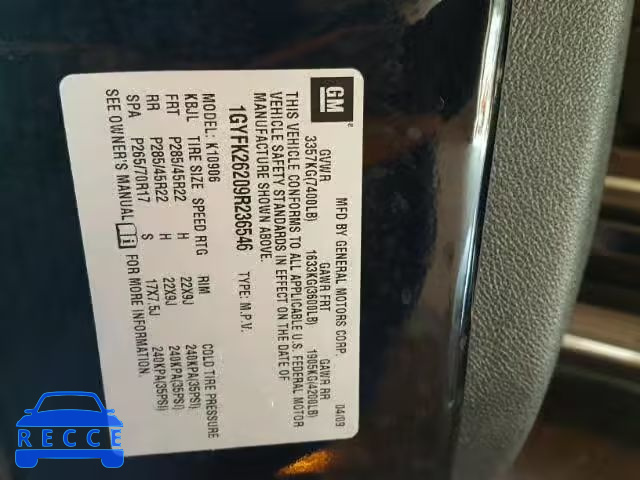 GM
MFD BY GENERAL MOTORS CORP. 04/09
GVWR GAWR FRT GAWR RR
3357KG(7400LB) 1633KG(3600LB) 1905KG(4200LB)
THIS VEHICLE CONFORMS TO ALL APPLICABLE U.S. FEDERAL MOTOR
VEHICLE SAFETY STANDARDS IN EFFECT ON THE DATE OF
MANUFACTURE SHOWN ABOVE.
1GYFK26209R236546 TYPE: M.P.V.
MODEL: K10906
KBJL TIRE SIZE SPEED RTG RIM COLD TIRE PRESSURE
FRT P285/45R22 H 22X9J 240KPA(35PSI)
RR P285/45R22 H 22X9J 240KPA(35PSI)
SPA P265/70R17 S 17X7.5J 240KPA(35PSI)
SEE OWNER'S MANUAL i FOR MORE INFORMATION.
RECCE